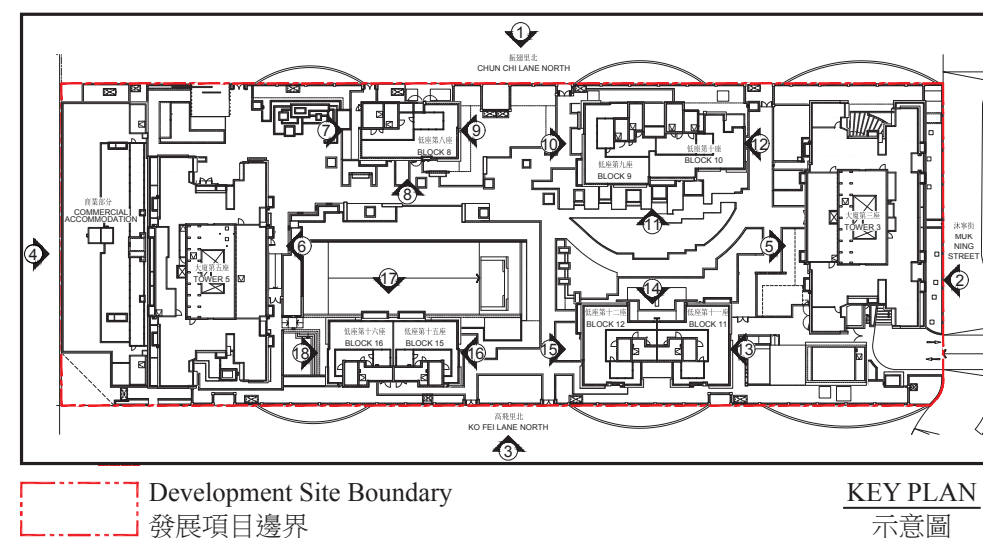 1
振翅里北
CHUN CHI LANE NORTH
7
低座第八座
BLOCK 8
9
10
低座第十座
BLOCK 10
12
低座第九座
BLOCK 9
8
商業部分
COMMERCIAL
ACCOMMODATION
大廈第三座
TOWER 3
11
沐寧街
MUK
NING
STREET
4
6
5
大廈第五座
TOWER 5
17
14
2
低座第十六座
BLOCK 16
低座第十五座
BLOCK 15
低座第十二座
BLOCK 12
低座第十一座
BLOCK 11
18
16
15
13
高飛里北
KO FEI LANE NORTH
3
Development Site Boundary
發展項目邊界
KEY PLAN
示意圖